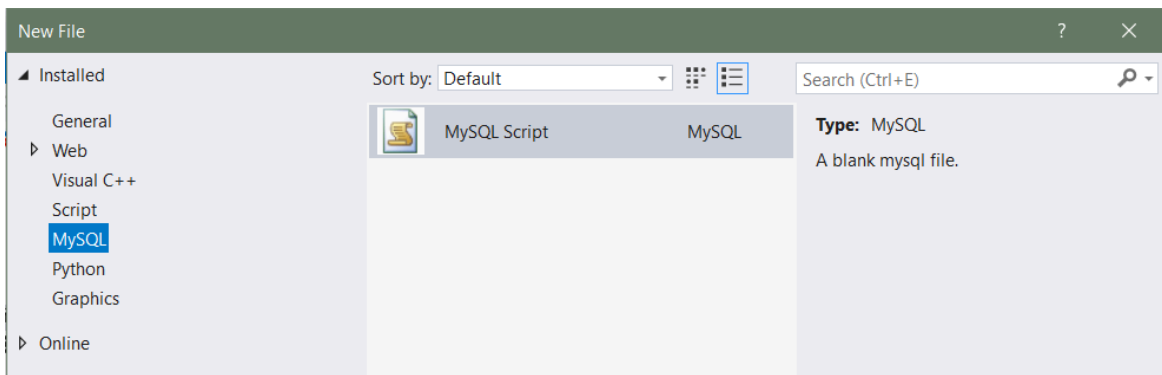 New File ?
Installed
General
Web
Visual C++
Script
MySQL
Python
Graphics
Online
Sort by: Default
MySQL Script MySQL
Search (Ctrl+E)
Type: MySQL
A blank mysql file.